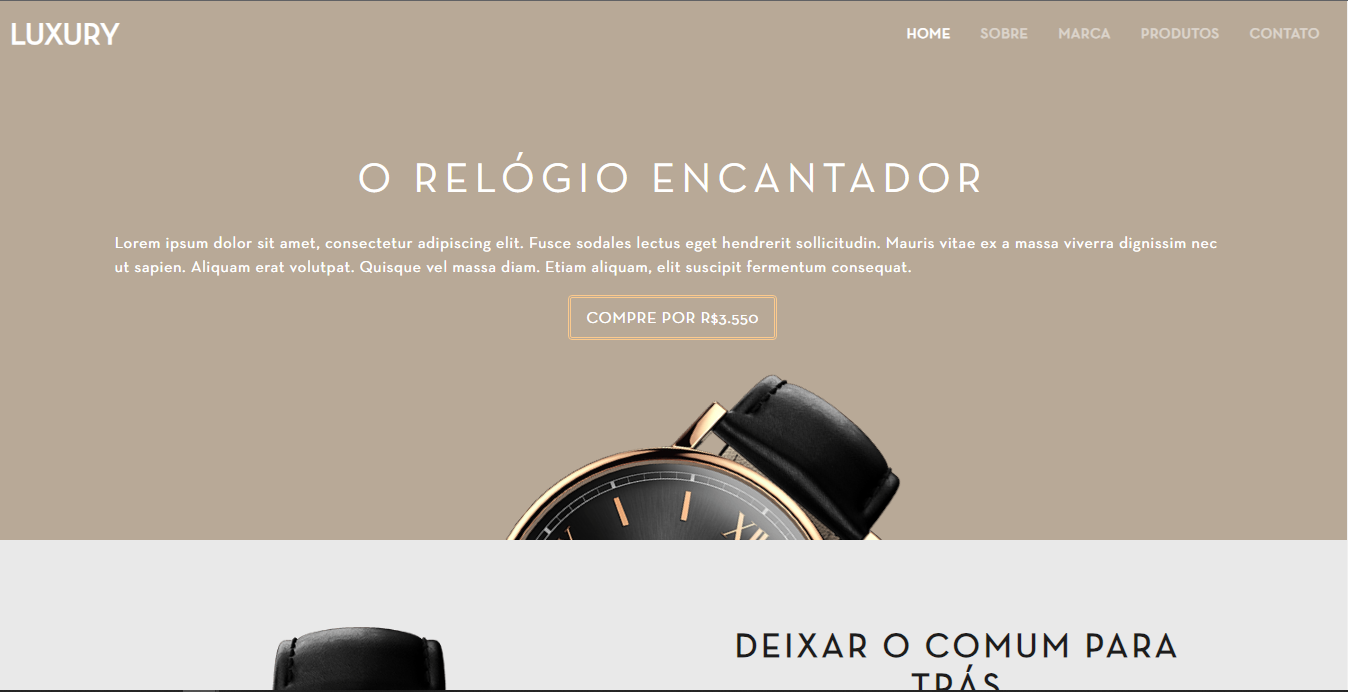 LUXURY
HOME SOBRE MARCA PRODUTOS CONTATO
O RELÓGIO ENCANTADOR
Lorem ipsum dolor sit amet, consectetur adipiscing elit. Fusce sodales lectus eget hendrerit sollicitudin. Mauris vitae ex a massa viverra dignissim nec
ut sapien. Aliquam erat volutpat. Quisque vel massa diam. Etiam aliquam, elit suscipit fermentum consequat.
COMPRE POR R$3.550
XII
DEIXAR O COMUM PARA
TRÁS